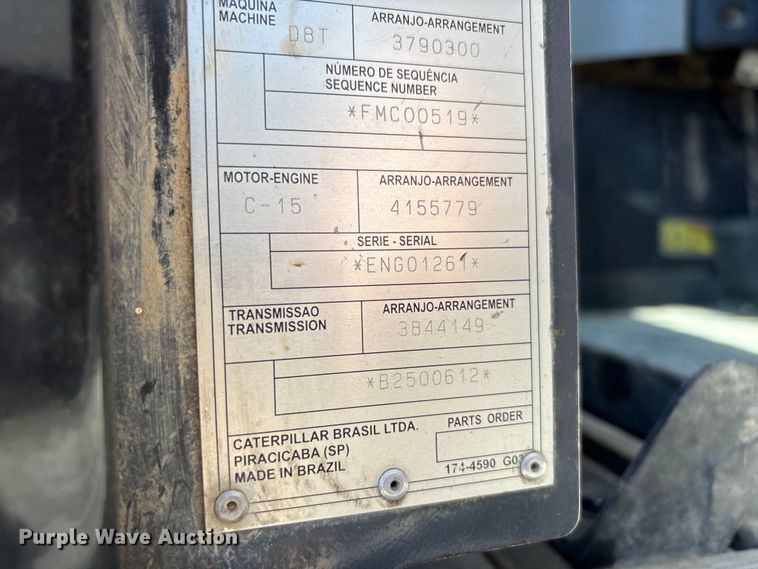 MÁQUINA ARRANJO-ARRANGEMENT
MACHINE D8T 3790300
NÚMERO DE SEQUÊNCIA
SEQUENCE NUMBER
*FMC00519*
MOTOR-ENGINE ARRANJO-ARRANGEMENT
C-15 4155779
SERIE - SERIAL
*ENG01261*
TRANSMISSAO ARRANJO-ARRANGEMENT
TRANSMISSION 3844149
*B2500612*
CATERPILLAR BRASIL LTDA. PARTS ORDER
PIRACICABA (SP)
MADE IN BRAZIL 174-4590
Purple Wave Auction